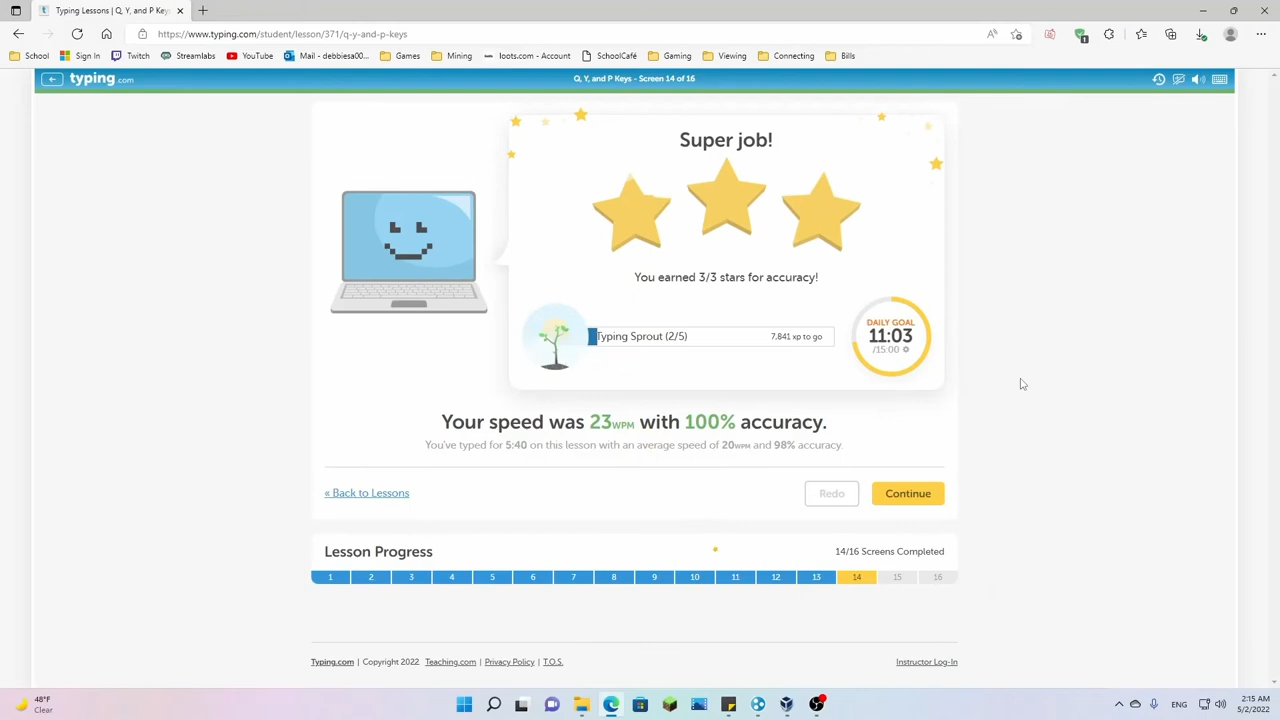 Typing Lessons | Q, Y, and P Keys
https://www.typing.com/student/lesson/371/q-y-and-p-keys
School Sign In Twitch Streamlabs YouTube Mail - debbiesa00... Games Mining loots.com - Account SchoolCafé Gaming Viewing Connecting Bills
typing.com
Q, Y, and P Keys - Screen 14 of 16
Super job!
You earned 3/3 stars for accuracy!
Typing Sprout (2/5) 7,841 xp to go
DAILY GOAL
11:03
/15:00
Your speed was 23WPM with 100% accuracy.
You've typed for 5:40 on this lesson with an average speed of 20WPM and 98% accuracy.
« Back to Lessons Redo Continue
Lesson Progress 14/16 Screens Completed
1 2 3 4 5 6 7 8 9 10 11 12 13 14 15 16
Typing.com | Copyright 2022 Teaching.com | Privacy Policy | T.O.S. Instructor Log-In
48°F
Clear
ENG
2:15 AM
5/2/2022